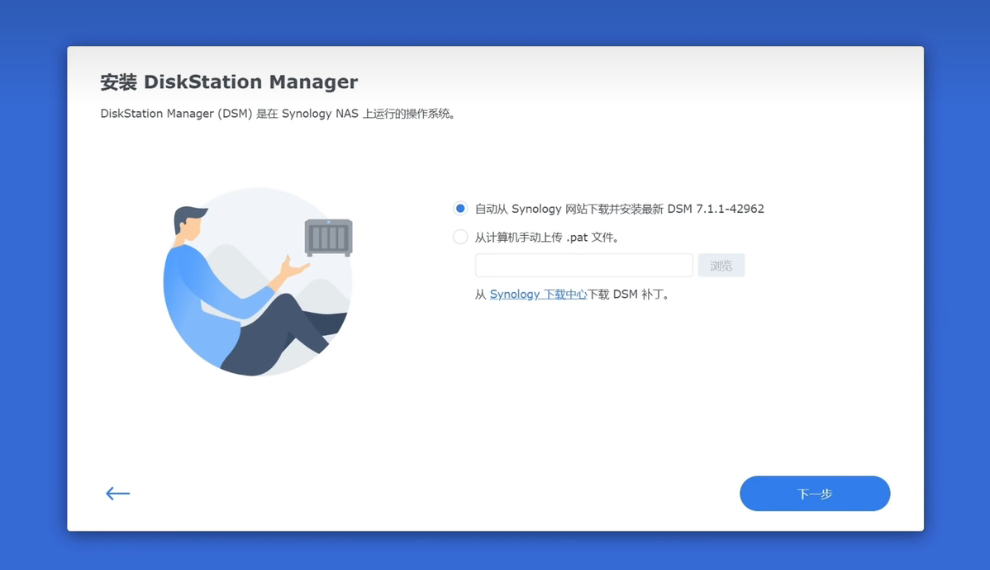 安装 DiskStation Manager
DiskStation Manager (DSM) 是在 Synology NAS 上运行的操作系统。
自动从 Synology 网站下载并安装最新 DSM 7.1.1-42962
从计算机手动上传 .pat 文件。
浏览
从 Synology 下载中心下载 DSM 补丁。
下一步